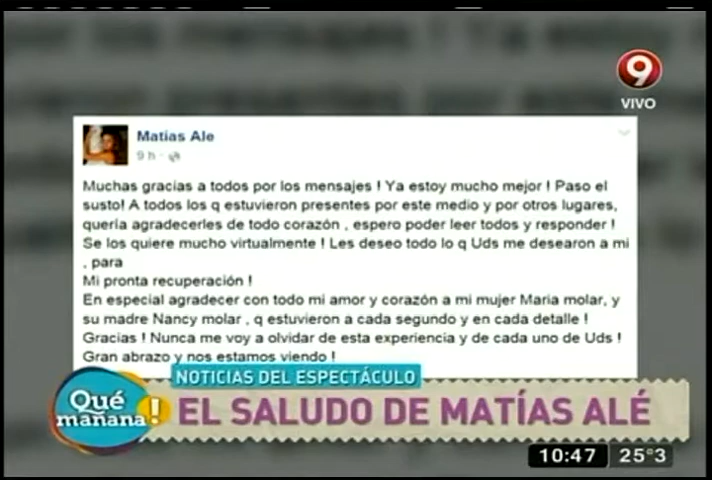 9
VIVO
Matias Ale
9 h ·
Muchas gracias a todos por los mensajes ! Ya estoy mucho mejor ! Paso el
susto! A todos los q estuvieron presentes por este medio y por otros lugares,
quería agradecerles de todo corazón , espero poder leer todos y responder !
Se los quiere mucho virtualmente ! Les deseo todo lo q Uds me desearon a mi
, para
Mi pronta recuperación !
En especial agradecer con todo mi amor y corazón a mi mujer Maria molar, y
su madre Nancy molar , q estuvieron a cada segundo y en cada detalle !
Gracias ! Nunca me voy a olvidar de esta experiencia y de cada uno de Uds !
Gran abrazo y nos estamos viendo !
NOTICIAS DEL ESPECTÁCULO
Qué
mañana!
EL SALUDO DE MATÍAS ALÉ
10:47 25°3